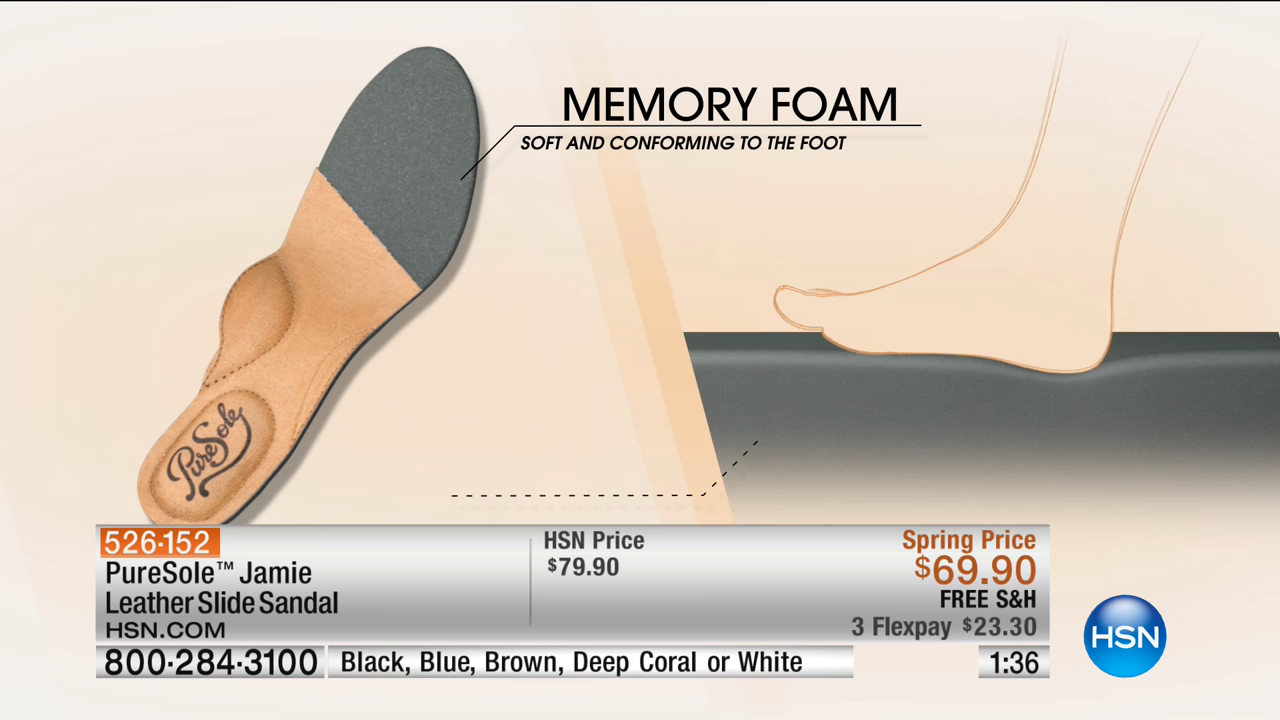 MEMORY FOAM
SOFT AND CONFORMING TO THE FOOT
PureSole
526-152
PureSole™ Jamie
Leather Slide Sandal
HSN.COM
HSN Price
$79.90
Spring Price
$69.90
FREE S&H
3 Flexpay $23.30
800-284-3100
Black, Blue, Brown, Deep Coral or White
1:36
HSN